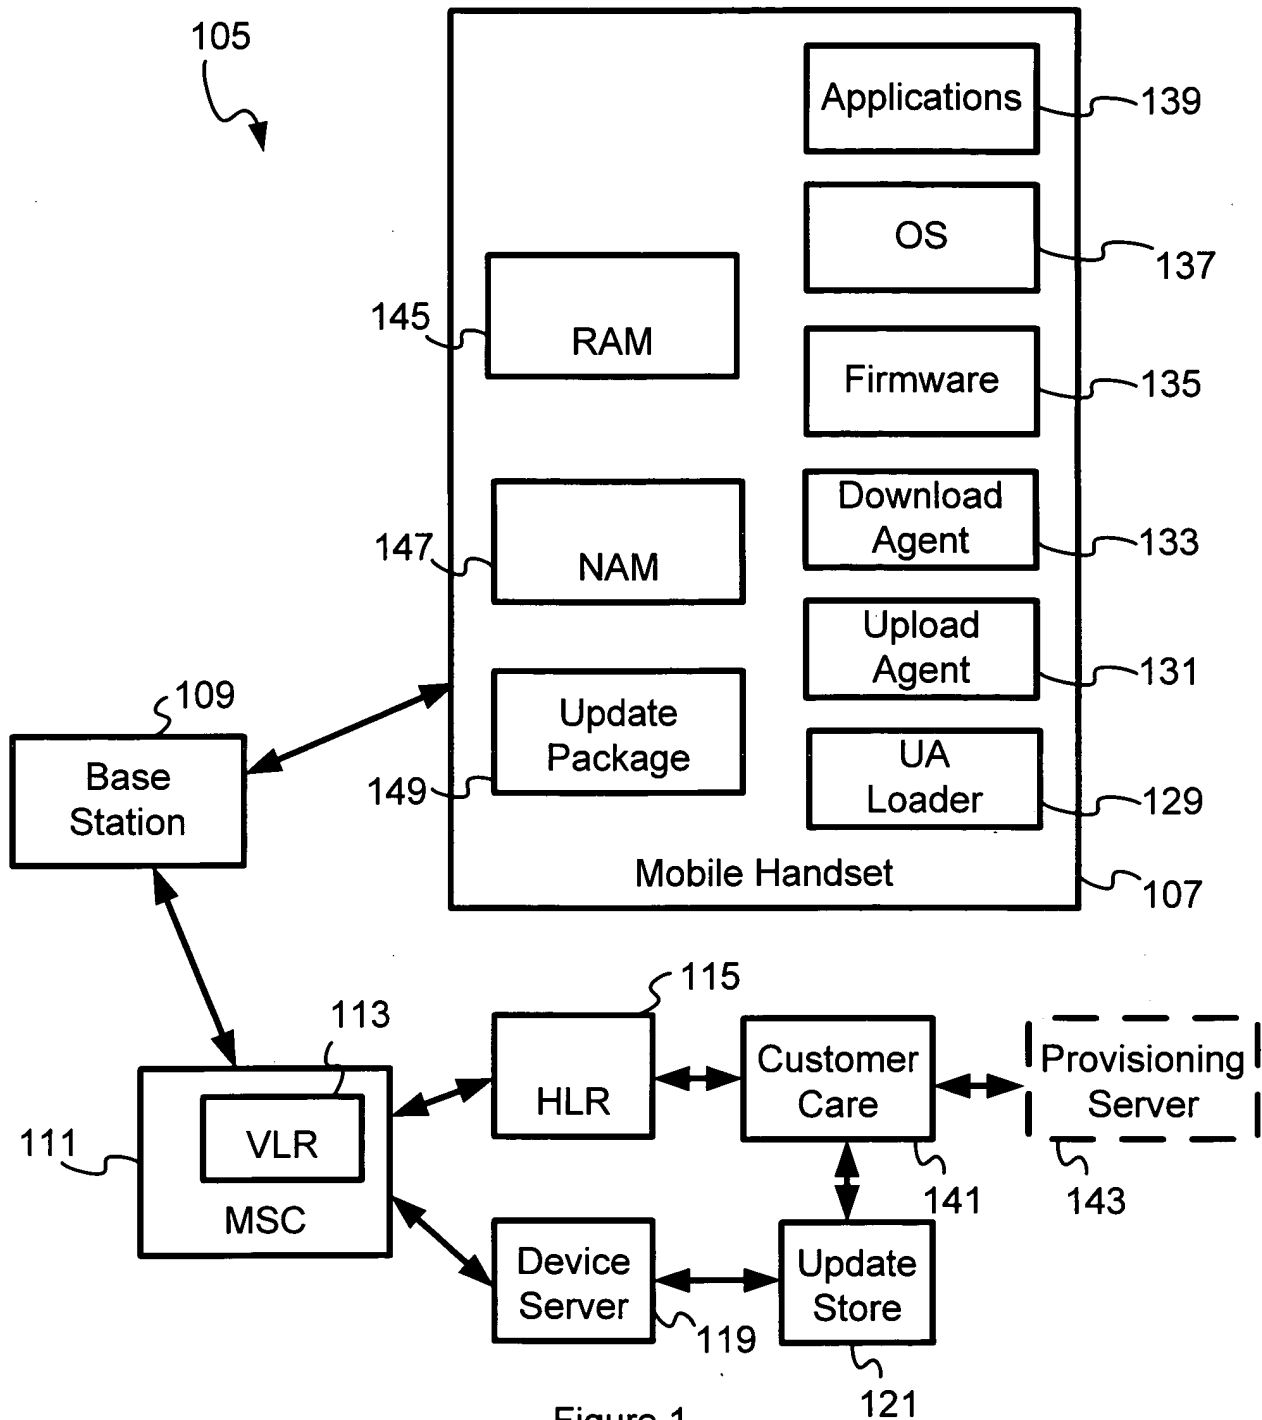 105
Applications
139
OS
137
145
RAM
Firmware
135
Download
Agent
133
147
NAM
Upload
Agent
131
109
Update
Package
149
UA
Loader
129
Base
Station
Mobile Handset
107
115
113
HLR
Customer
Care
Provisioning
Server
111
VLR
MSC
141
143
Device
Server
119
Update
Store
121
Figure 1